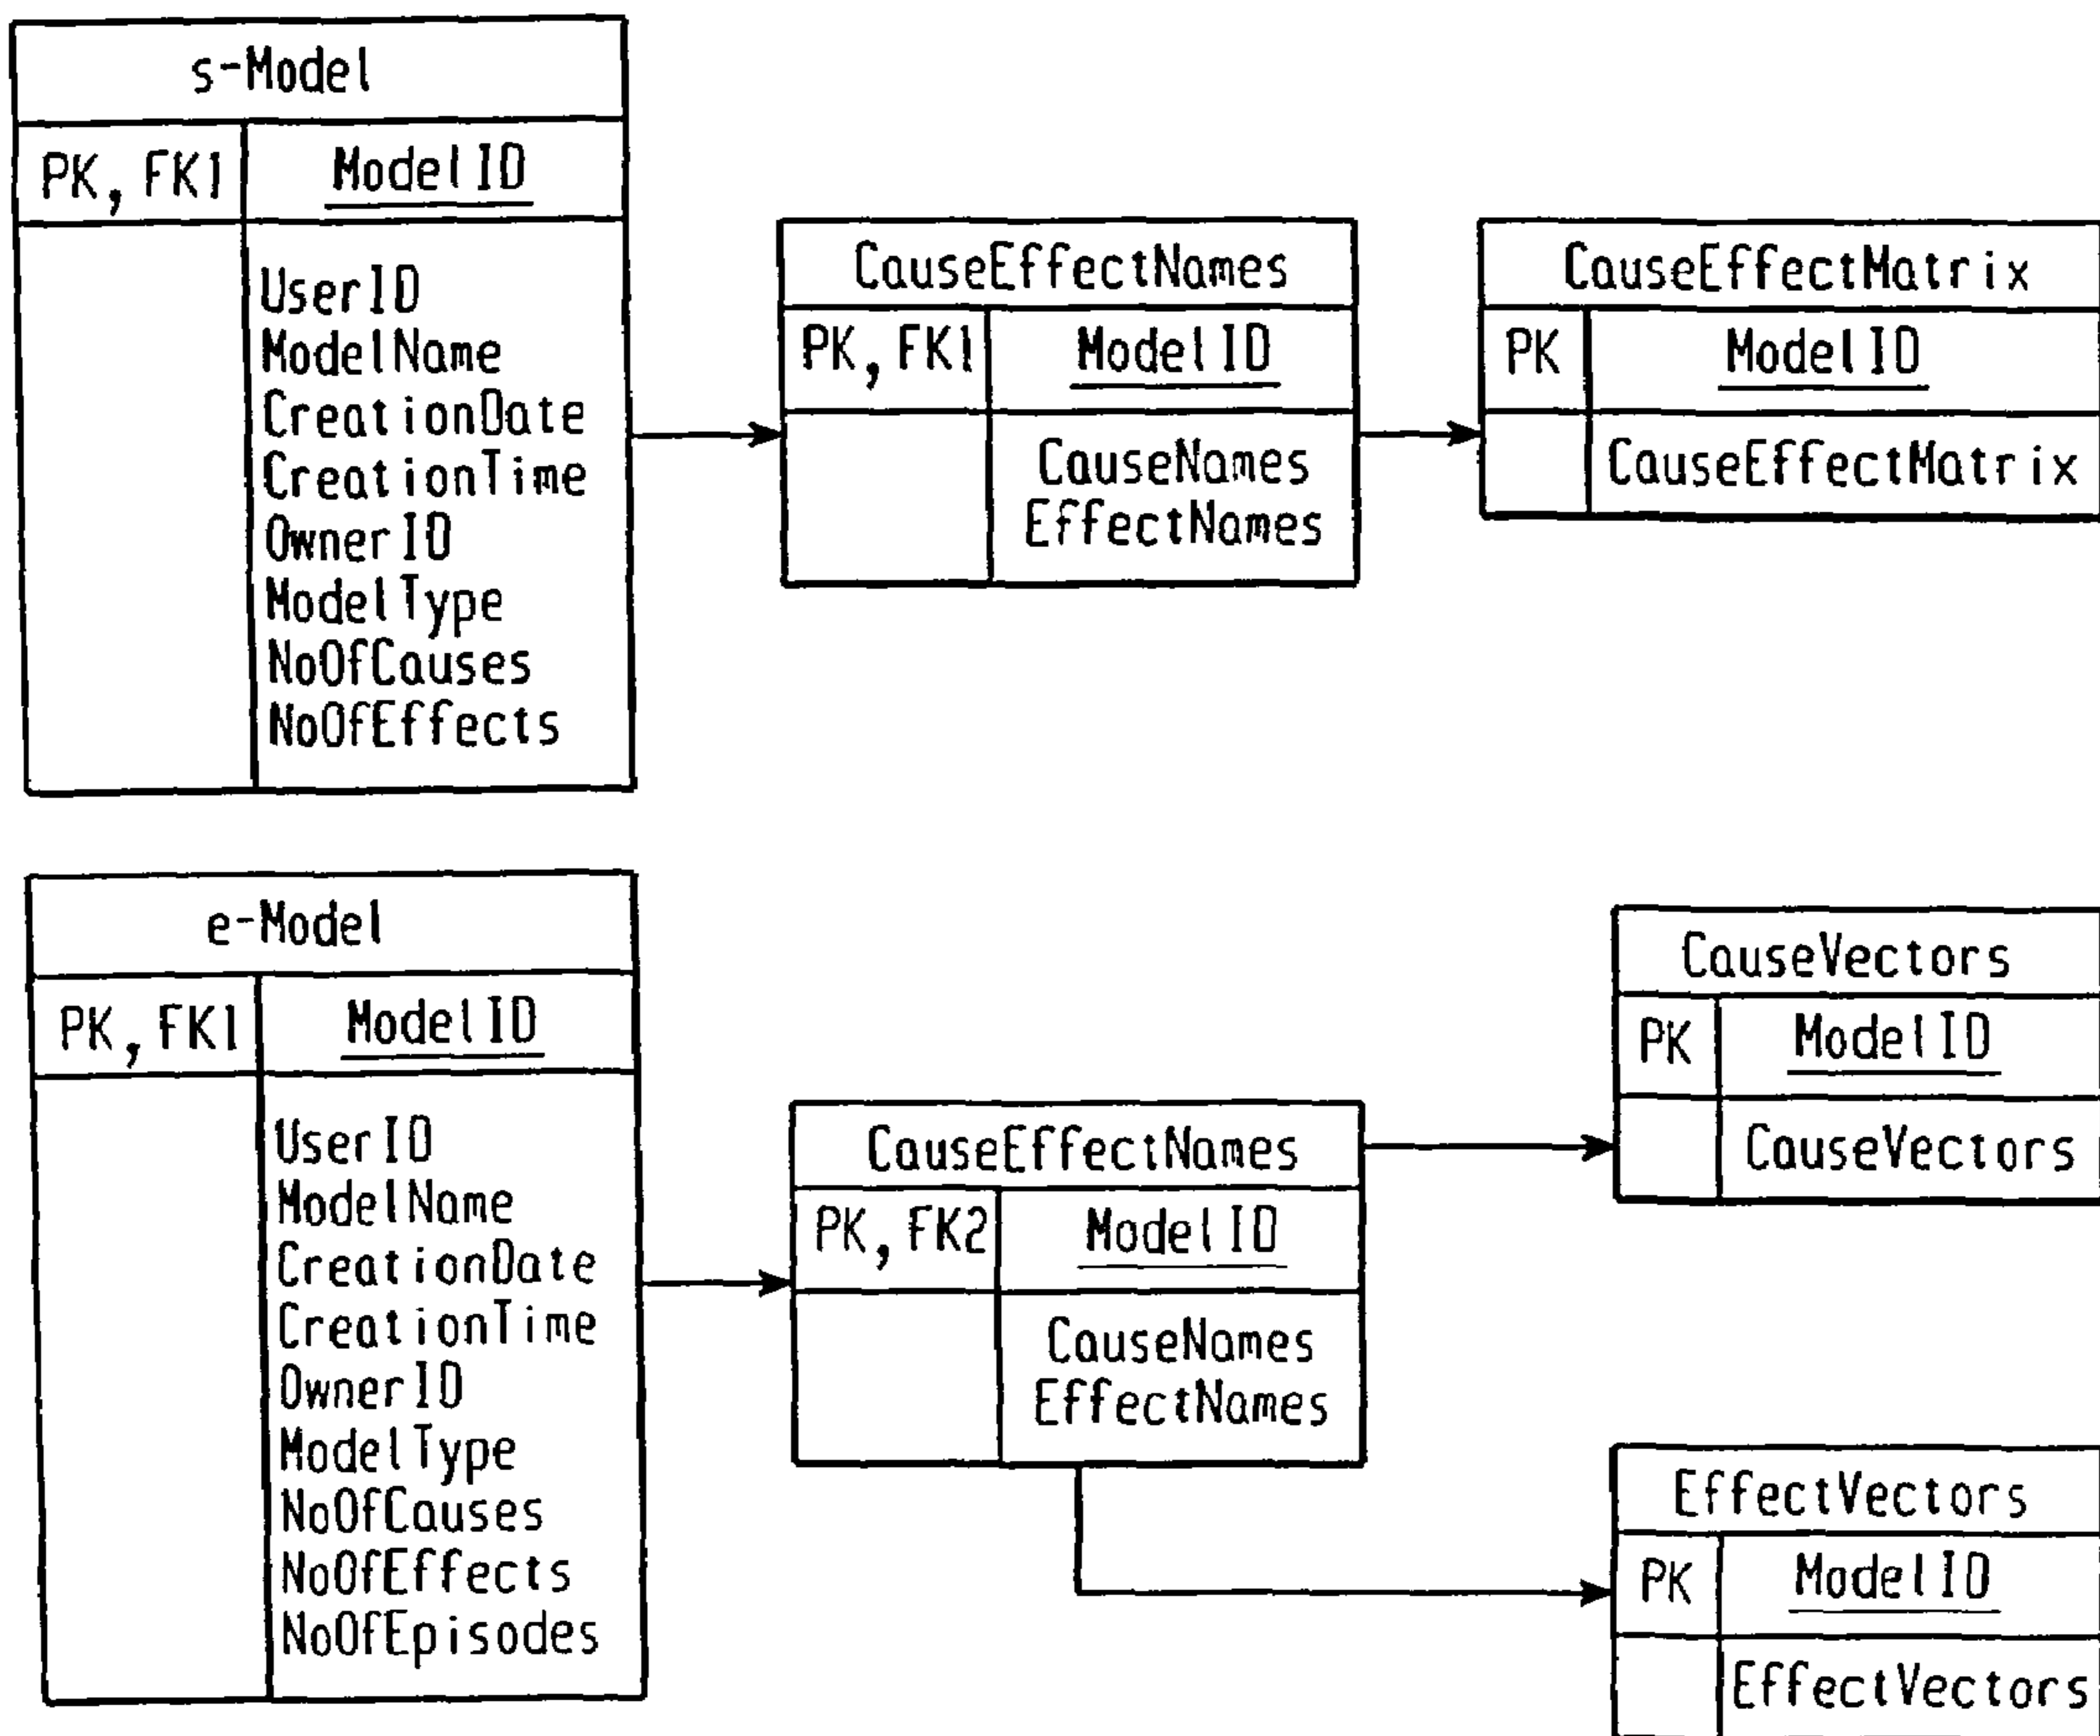 s-Model
PK, FK1 ModelID
UserID
ModelName
CreationDate
CreationTime
OwnerID
ModelType
NoOfCauses
NoOfEffects
CauseEffectNames
PK, FK1 ModelID
CauseNames
EffectNames
CauseEffectMatrix
PK ModelID
CauseEffectMatrix
e-Model
PK, FK1 ModelID
UserID
ModelName
CreationDate
CreationTime
OwnerID
ModelType
NoOfCauses
NoOfEffects
NoOfEpisodes
CauseEffectNames
PK, FK2 ModelID
CauseNames
EffectNames
CauseVectors
PK ModelID
CauseVectors
EffectVectors
PK ModelID
EffectVectors